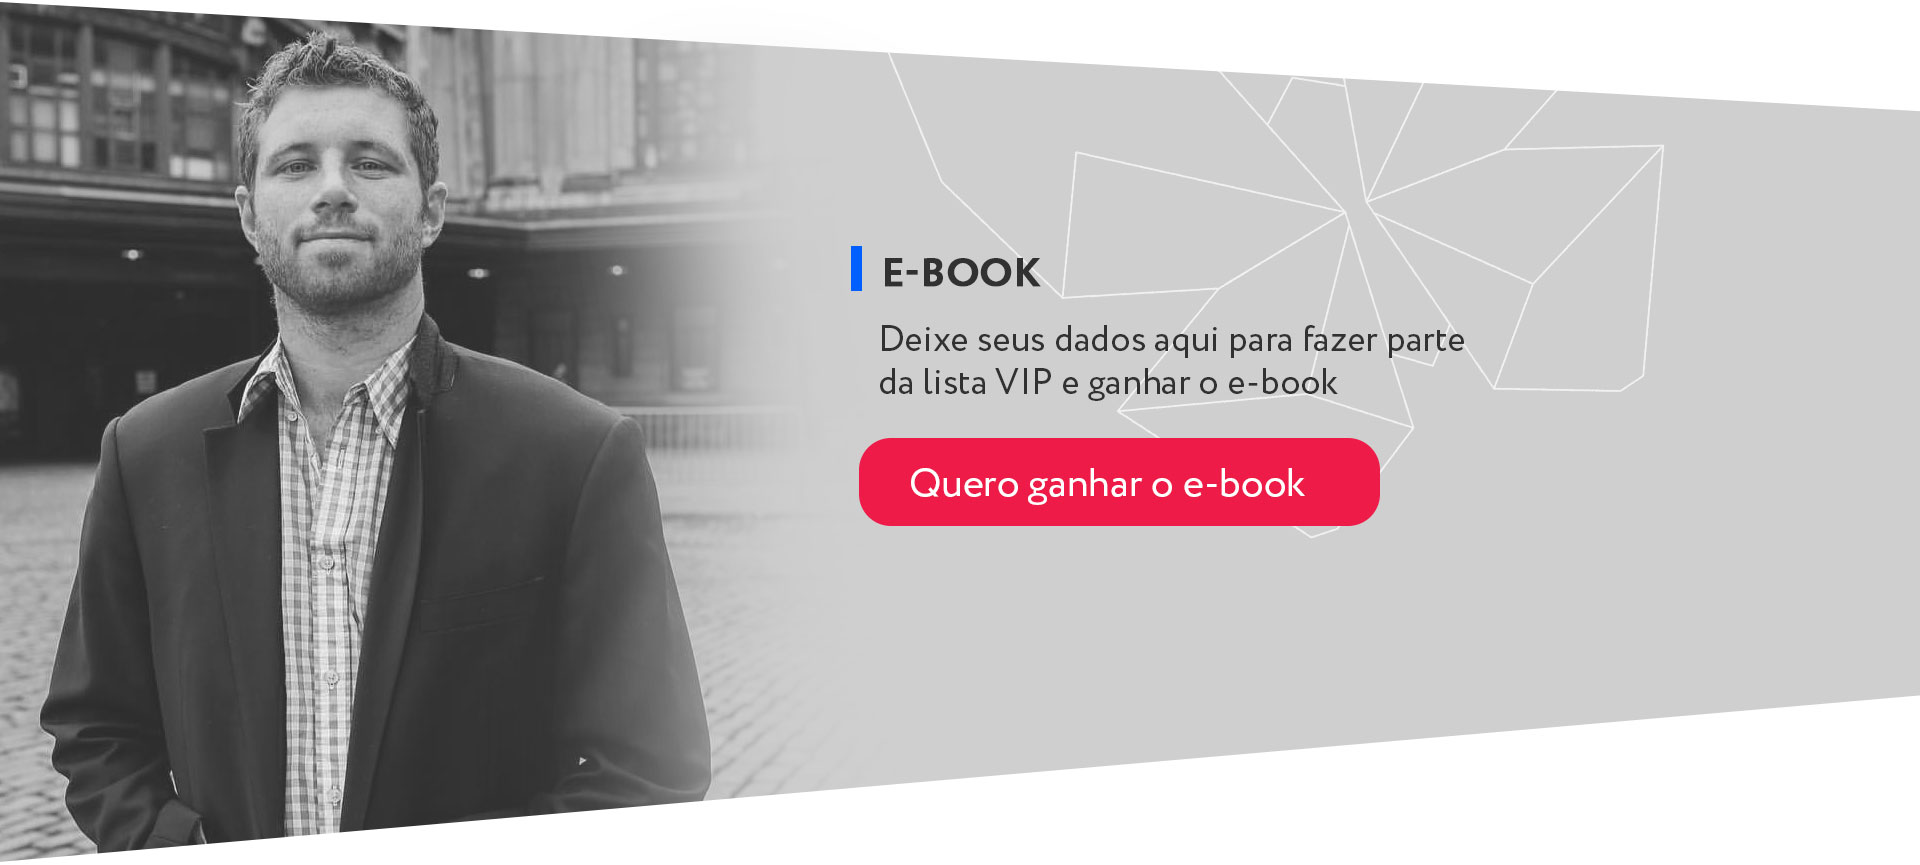 E-BOOK
Deixe seus dados aqui para fazer parte
da lista VIP e ganhar o e-book
Quero ganhar o e-book